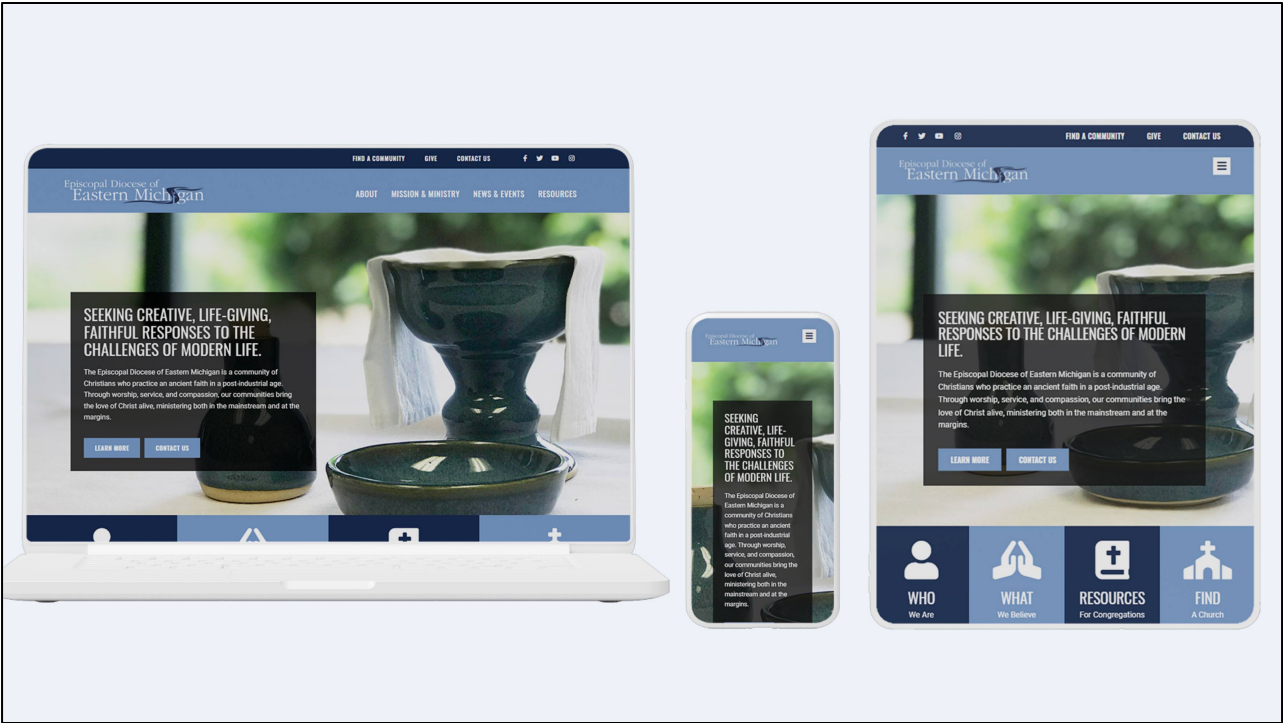 FIND A COMMUNITY GIVE CONTACT US
Episcopal Diocese of
Eastern Michigan
ABOUT MISSION & MINISTRY NEWS & EVENTS RESOURCES
SEEKING CREATIVE, LIFE-GIVING,
FAITHFUL RESPONSES TO THE
CHALLENGES OF MODERN LIFE.
The Episcopal Diocese of Eastern Michigan is a community of
Christians who practice an ancient faith in a post-industrial age.
Through worship, service, and compassion, our communities bring
the love of Christ alive, ministering both in the mainstream and at the
margins.
LEARN MORE CONTACT US
Episcopal Diocese of
Eastern Michigan
SEEKING
CREATIVE, LIFE-
GIVING, FAITHFUL
RESPONSES TO
THE CHALLENGES
OF MODERN LIFE.
The Episcopal Diocese of
Eastern Michigan is a
community of Christians
who practice an ancient
faith in a post-industrial
age. Through worship,
service, and compassion,
our communities bring the
love of Christ alive,
ministering both in the
mainstream and at the
margins.
FIND A COMMUNITY GIVE CONTACT US
Episcopal Diocese of
Eastern Michigan
SEEKING CREATIVE, LIFE-GIVING, FAITHFUL
RESPONSES TO THE CHALLENGES OF MODERN
LIFE.
The Episcopal Diocese of Eastern Michigan is a community of
Christians who practice an ancient faith in a post-industrial age.
Through worship, service, and compassion, our communities bring the
love of Christ alive, ministering both in the mainstream and at the
margins.
LEARN MORE CONTACT US
WHO WHAT RESOURCES FIND
We Are We Believe For Congregations A Church